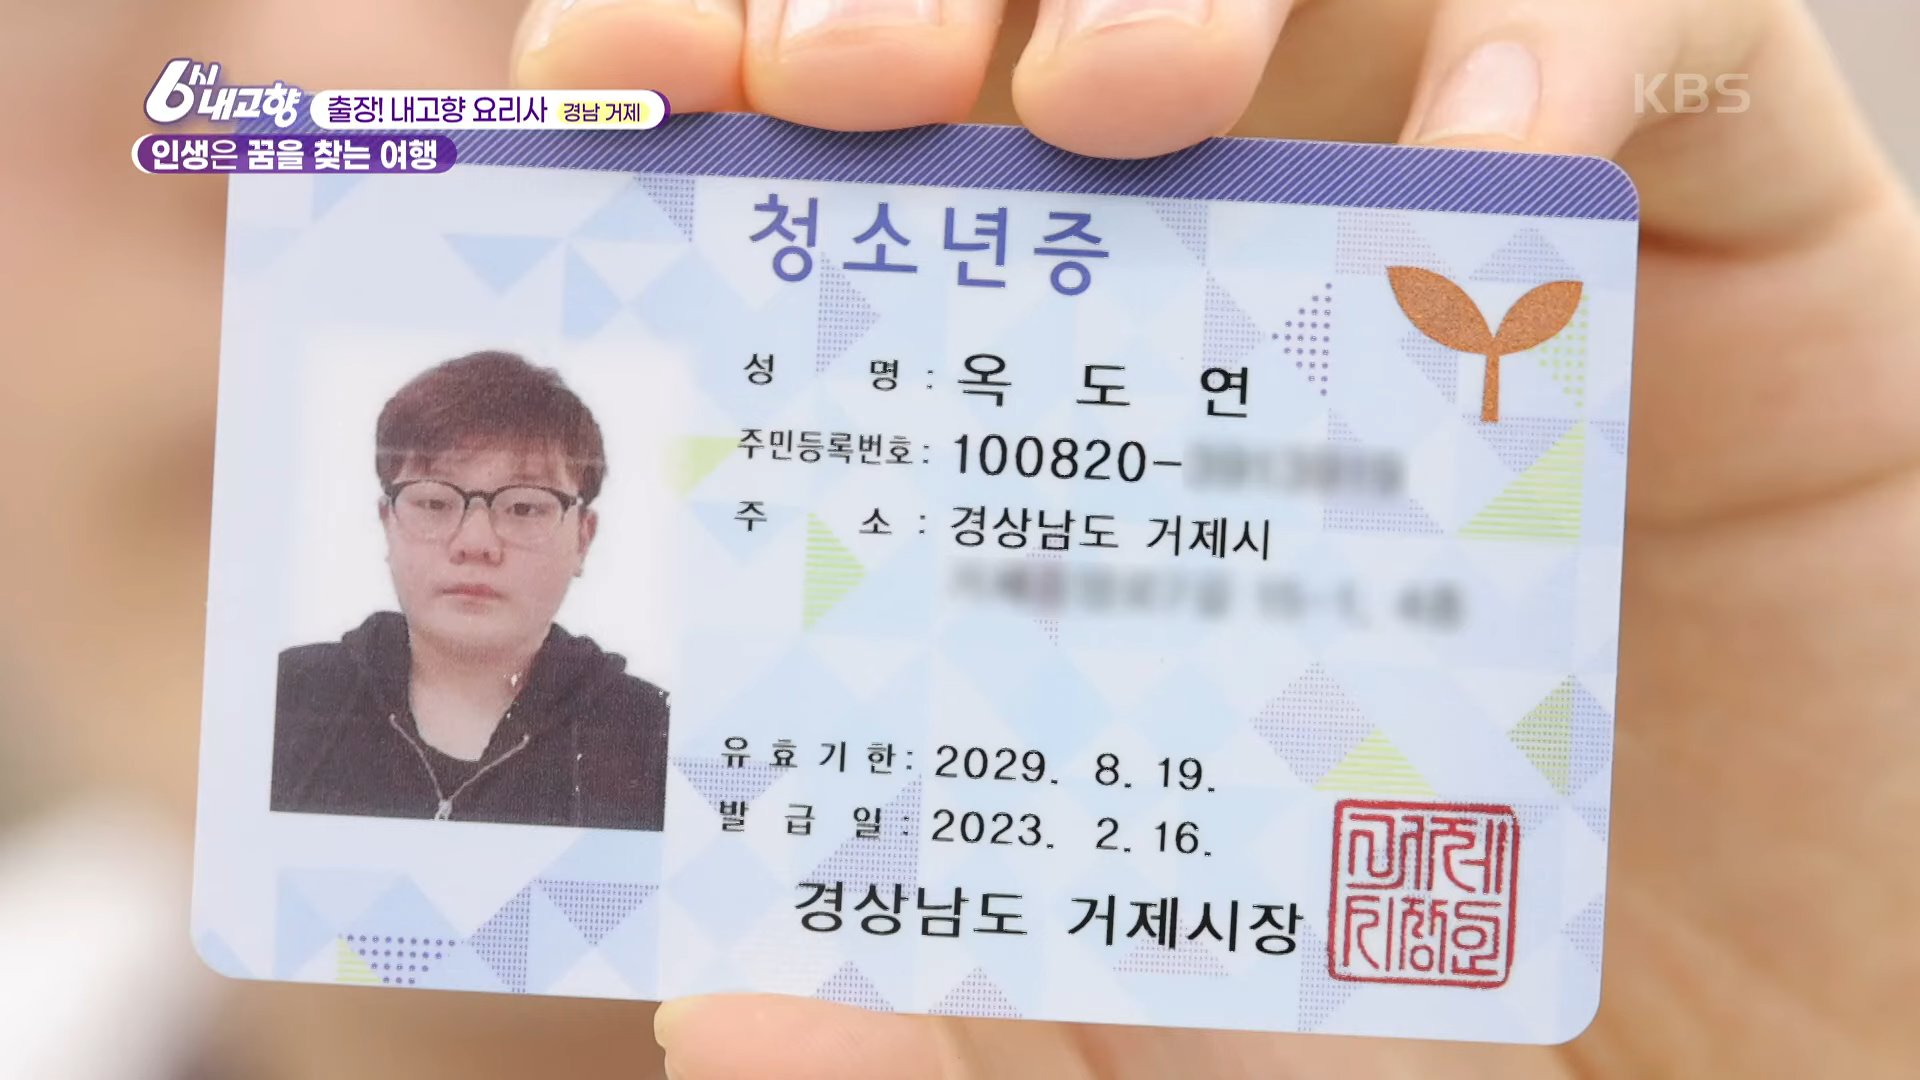 6시 내고향
출장! 내고향 요리사 경남 거제
인생은 꿈을 찾는 여행
KBS
청소년증
성 명 : 옥 도 연
주민등록번호 : 100820-
주 소 : 경상남도 거제시
유효기한 : 2029. 8. 19.
발 급 일 : 2023. 2. 16.
경상남도 거제시장